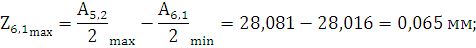 Z₆,₁ₘₐₓ = A₅,₂/2 ₘₐₓ − A₆,₁/2 ₘᵢₙ = 28,081 − 28,016 = 0,065 мм;